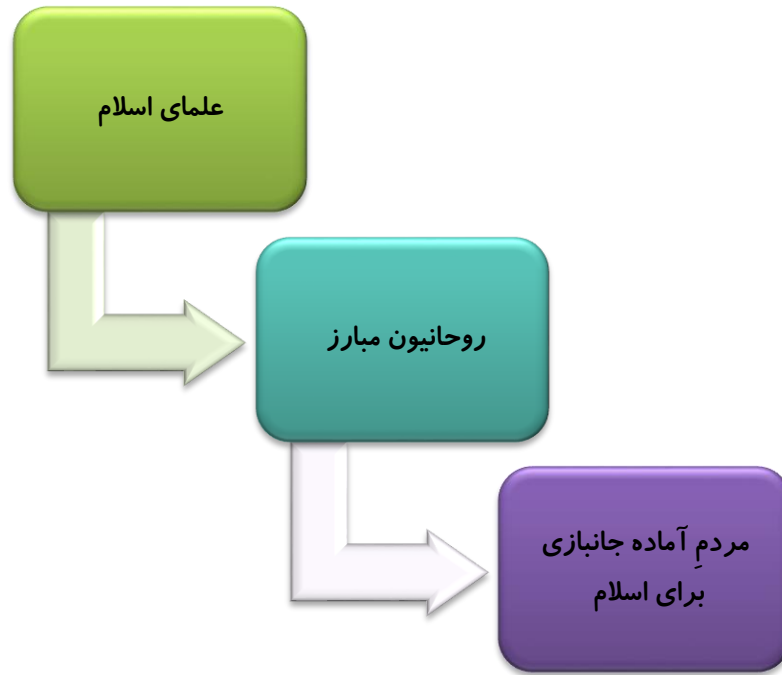 علمای اسلام
روحانیون مبارز
مردمِ آماده جانبازی
برای اسلام